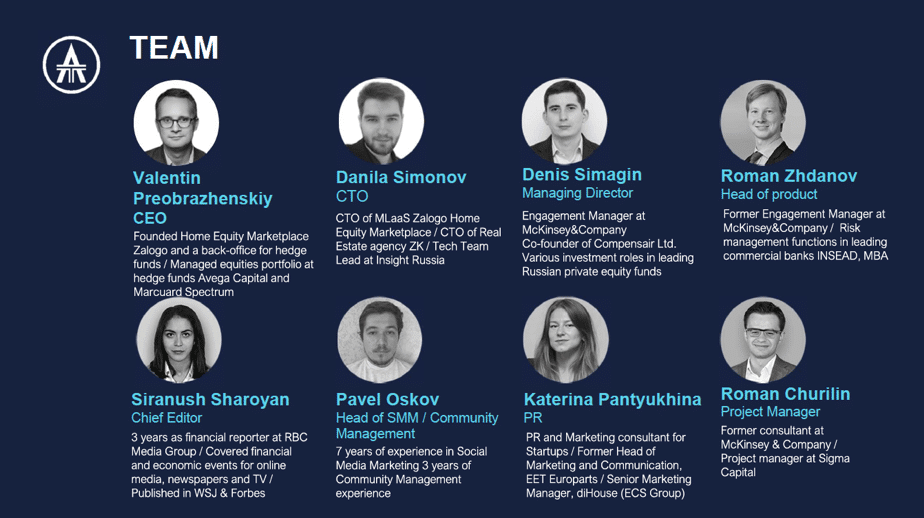 TEAM
Valentin
Preobrazhenskiy
CEO
Founded Home Equity Marketplace
Zalogo and a back-office for hedge
funds / Managed equities portfolio at
hedge funds Avega Capital and
Marcuard Spectrum
Danila Simonov
CTO
CTO of MLaaS Zalogo Home
Equity Marketplace / CTO of Real
Estate agency ZK / Tech Team
Lead at Insight Russia
Denis Simagin
Managing Director
Engagement Manager at
McKinsey&Company
Co-founder of Compensair Ltd.
Various investment roles in leading
Russian private equity funds
Roman Zhdanov
Head of product
Former Engagement Manager at
McKinsey&Company / Risk
management functions in leading
commercial banks INSEAD, MBA
Siranush Sharoyan
Chief Editor
3 years as financial reporter at RBC
Media Group / Covered financial
and economic events for online
media, newspapers and TV /
Published in WSJ & Forbes
Pavel Oskov
Head of SMM / Community
Management
7 years of experience in Social
Media Marketing 3 years of
Community Management
experience
Katerina Pantyukhina
PR
PR and Marketing consultant for
Startups / Former Head of
Marketing and Communication,
EET Europarts / Senior Marketing
Manager, diHouse (ECS Group)
Roman Churilin
Project Manager
Former consultant at
McKinsey & Company /
Project manager at Sigma
Capital